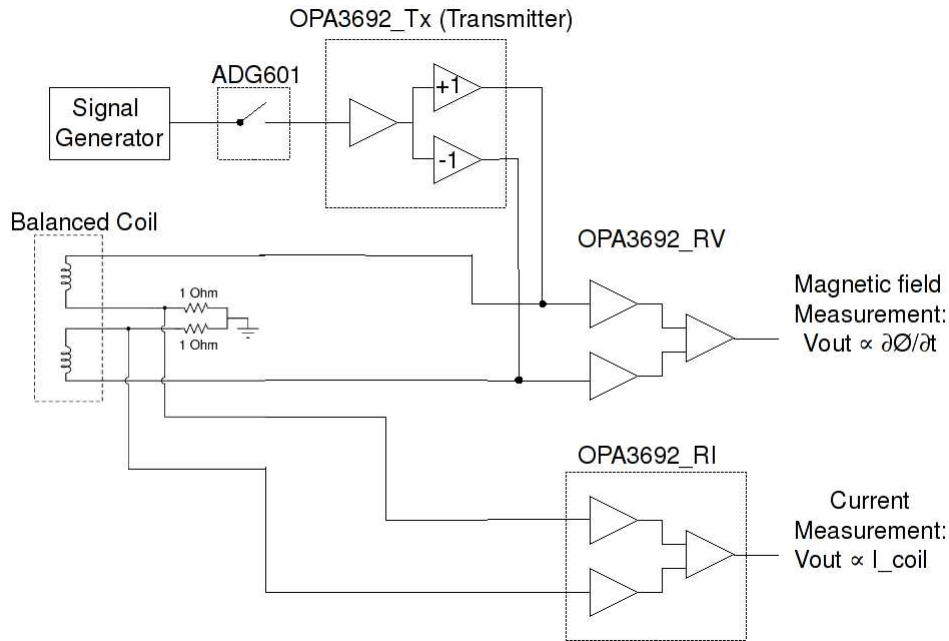 OPA3692_Tx (Transmitter)
ADG601
Signal
Generator
+1
-1
Balanced Coil
1 Ohm
1 Ohm
OPA3692_RV
Magnetic field
Measurement:
Vout ∝ ∂Ø/∂t
OPA3692_RI
Current
Measurement:
Vout ∝ I_coil